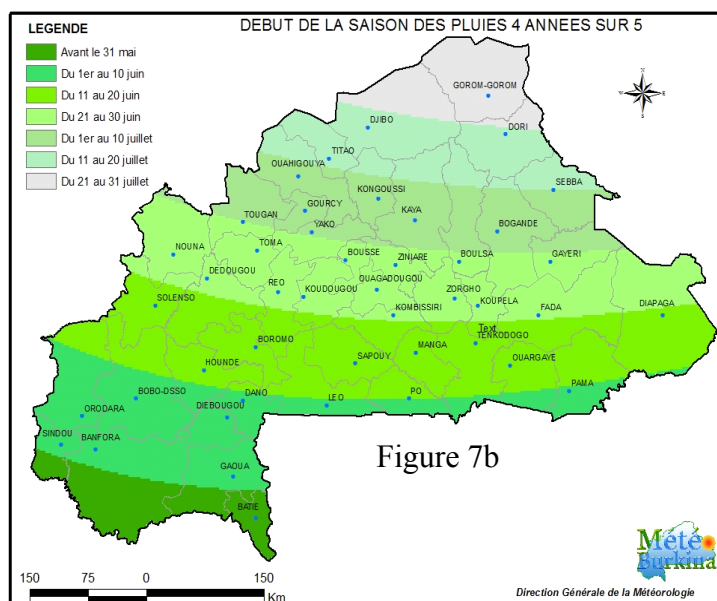 DEBUT DE LA SAISON DES PLUIES 4 ANNEES SUR 5
LEGENDE
Avant le 31 mai
Du 1er au 10 juin
Du 11 au 20 juin
Du 21 au 30 juin
Du 1er au 10 juillet
Du 11 au 20 juillet
Du 21 au 31 juillet
GOROM-GOROM
DJIBO
DORI
TITAO
OUAHIGOUYA
SEBBA
KONGOUSSI
GOURCY
KAYA
TOUGAN
YAKO
BOGANDE
NOUNA
TOMA
BOUSSE
ZINIARE
BOULSA
GAYERI
DEDOUGOU
OUAGADOUGOU
REO
KOUDOUGOU
ZORGHO
KOUPELA
SOLENSO
KOMBISSIRI
FADA
DIAPAGA
Text
TENKODOGO
BOROMO
MANGA
HOUNDE
SAPOUY
OUARGAYE
BOBO-DSSO
DANO
LEO
PO
PAMA
ORODARA
DIEBOUGOU
SINDOU
BANFORA
GAOUA
BATIE
Figure 7b
N
S
E
150 75 0 150
Km
Météo
Burkina
Direction Générale de la Météorologie